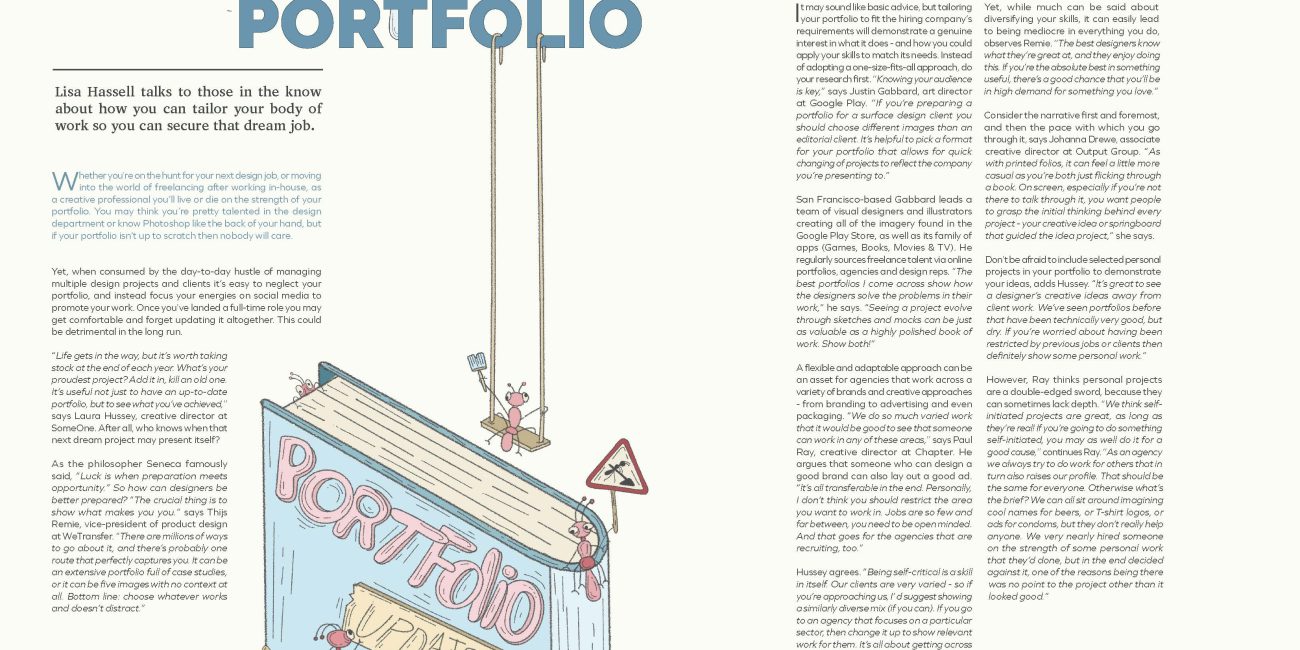 PORTFOLIO
Lisa Hassell talks to those in the know
about how you can tailor your body of
work so you can secure that dream job.
Whether you're on the hunt for your next design job, or moving
into the world of freelancing after working in-house, as
a creative professional you'll live or die on the strength of your
portfolio. You may think you're pretty talented in the design
department or know Photoshop like the back of your hand, but
if your portfolio isn't up to scratch then nobody will care.
Yet, when consumed by the day-to-day hustle of managing
multiple design projects and clients it's easy to neglect your
portfolio, and instead focus your energies on social media to
promote your work. Once you've landed a full-time role you may
get comfortable and forget updating it altogether. This could
be detrimental in the long run.
"Life gets in the way, but it's worth taking
stock at the end of each year. What's your
proudest project? Add it in, kill an old one.
It's useful not just to have an up-to-date
portfolio, but to see what you've achieved,"
says Laura Hussey, creative director at
SomeOne. After all, who knows when that
next dream project may present itself?
As the philosopher Seneca famously
said, "Luck is when preparation meets
opportunity." So how can designers be
better prepared? "The crucial thing is to
show what makes you you." says Thijs
Remie, vice-president of product design
at WeTransfer. "There are millions of ways
to go about it, and there's probably one
route that perfectly captures you. It can be
an extensive portfolio full of case studies,
or it can be five images with no context at
all. Bottom line: choose whatever works
and doesn't distract."
PORTFOLIO
UPDATE
It may sound like basic advice, but tailoring
your portfolio to fit the hiring company's
requirements will demonstrate a genuine
interest in what it does - and how you could
apply your skills to match its needs. Instead
of adopting a one-size-fits-all approach, do
your research first. "Knowing your audience
is key," says Justin Gabbard, art director
at Google Play. "If you're preparing a
portfolio for a surface design client you
should choose different images than an
editorial client. It's helpful to pick a format
for your portfolio that allows for quick
changing of projects to reflect the company
you're presenting to."
San Francisco-based Gabbard leads a
team of visual designers and illustrators
creating all of the imagery found in the
Google Play Store, as well as its family of
apps (Games, Books, Movies & TV). He
regularly sources freelance talent via online
portfolios, agencies and design reps. "The
best portfolios I come across show how
the designers solve the problems in their
work," he says. "Seeing a project evolve
through sketches and mocks can be just
as valuable as a highly polished book of
work. Show both!"
A flexible and adaptable approach can be
an asset for agencies that work across a
variety of brands and creative approaches
- from branding to advertising and even
packaging. "We do so much varied work
that it would be good to see that someone
can work in any of these areas," says Paul
Ray, creative director at Chapter. He
argues that someone who can design a
good brand can also lay out a good ad.
"It's all transferable in the end. Personally,
I don't think you should restrict the area
you want to work in. Jobs are so few and
far between, you need to be open minded.
And that goes for the agencies that are
recruiting, too."
Hussey agrees. "Being self-critical is a skill
in itself. Our clients are very varied - so if
you're approaching us, I'd suggest showing
a similarly diverse mix (if you can). If you go
to an agency that focuses on a particular
sector, then change it up to show relevant
work for them. It's all about getting across
Yet, while much can be said about
diversifying your skills, it can easily lead
to being mediocre in everything you do,
observes Remie. "The best designers know
what they're great at, and they enjoy doing
this. If you're the absolute best in something
useful, there's a good chance that you'll be
in high demand for something you love."
Consider the narrative first and foremost,
and then the pace with which you go
through it, says Johanna Drewe, associate
creative director at Output Group. "As
with printed folios, it can feel a little more
casual as you're both just flicking through
a book. On screen, especially if you're not
there to talk through it, you want people
to grasp the initial thinking behind every
project - your creative idea or springboard
that guided the idea project," she says.
Don't be afraid to include selected personal
projects in your portfolio to demonstrate
your ideas, adds Hussey. "It's great to see
a designer's creative ideas away from
client work. We've seen portfolios before
that have been technically very good, but
dry. If you're worried about having been
restricted by previous jobs or clients then
definitely show some personal work."
However, Ray thinks personal projects
are a double-edged sword, because they
can sometimes lack depth. "We think self-
initiated projects are great, as long as
they're real! If you're going to do something
self-initiated, you may as well do it for a
good cause," continues Ray. "As an agency
we always try to do work for others that in
turn also raises our profile. That should be
the same for everyone. Otherwise what's
the brief? We can all sit around imagining
cool names for beers, or T-shirt logos, or
ads for condoms, but they don't really help
anyone. We very nearly hired someone
on the strength of some personal work
that they'd done, but in the end decided
against it, one of the reasons being there
was no point to the project other than it
looked good."